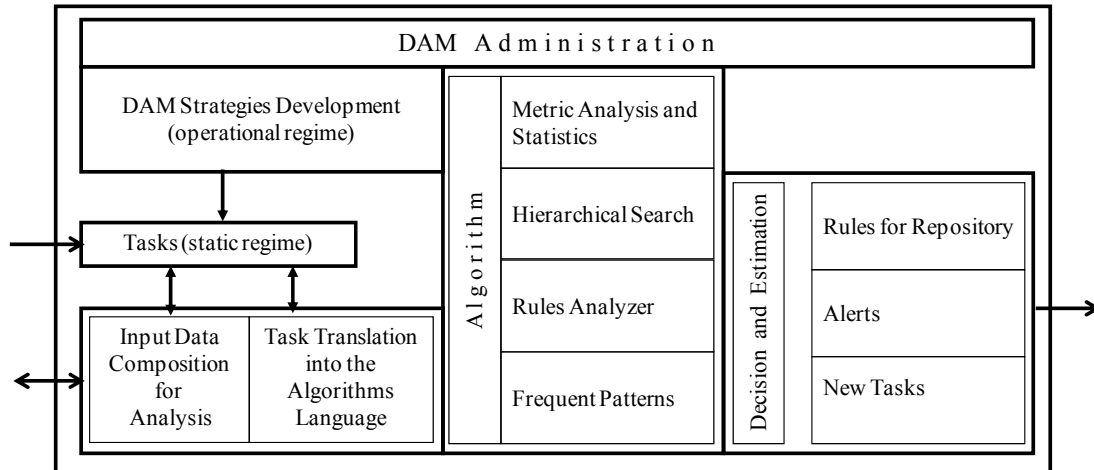 DAM Administration
DAM Strategies Development
(operational regime)
Tasks (static regime)
Input Data
Composition
for
Analysis
Task Translation
into the
Algorithms
Language
Algorithm
Metric Analysis and
Statistics
Hierarchical Search
Rules Analyzer
Frequent Patterns
Decision and Estimation
Rules for Repository
Alerts
New Tasks